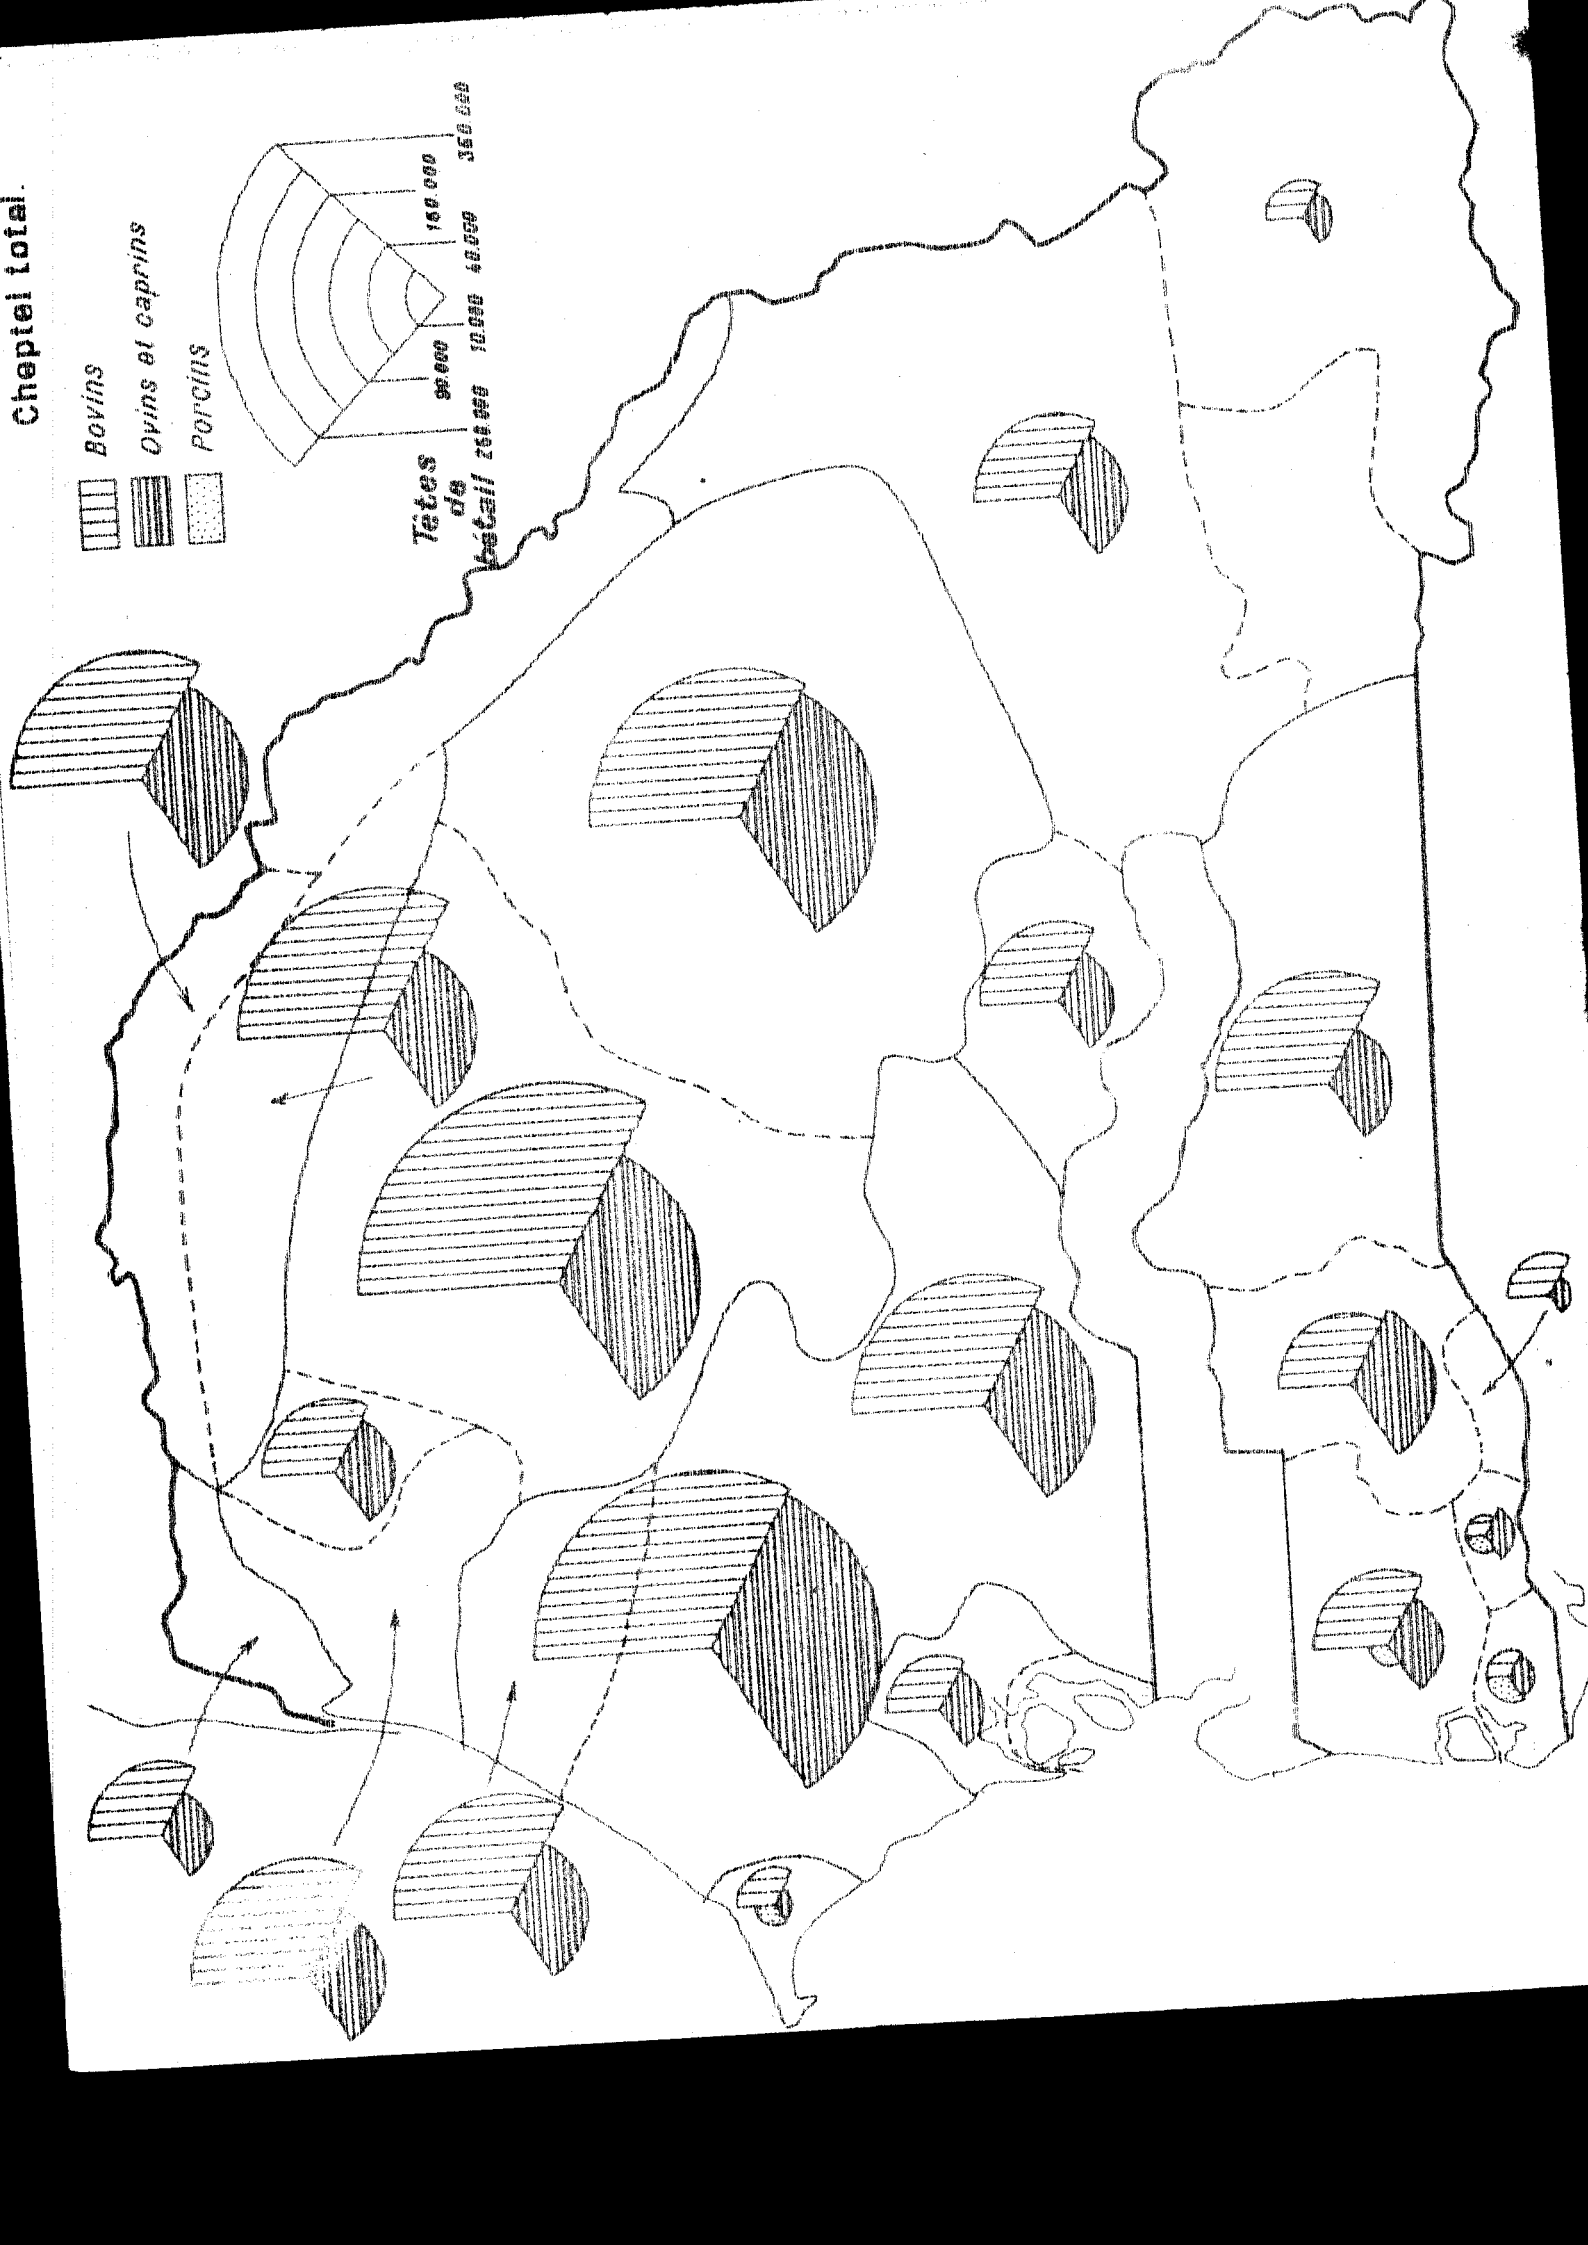 Cheptel total.
Bovins
Ovins et caprins
Porcins
Têtes
de
bétail
90.000
160.000
250.000
10.000
40.000
360.000